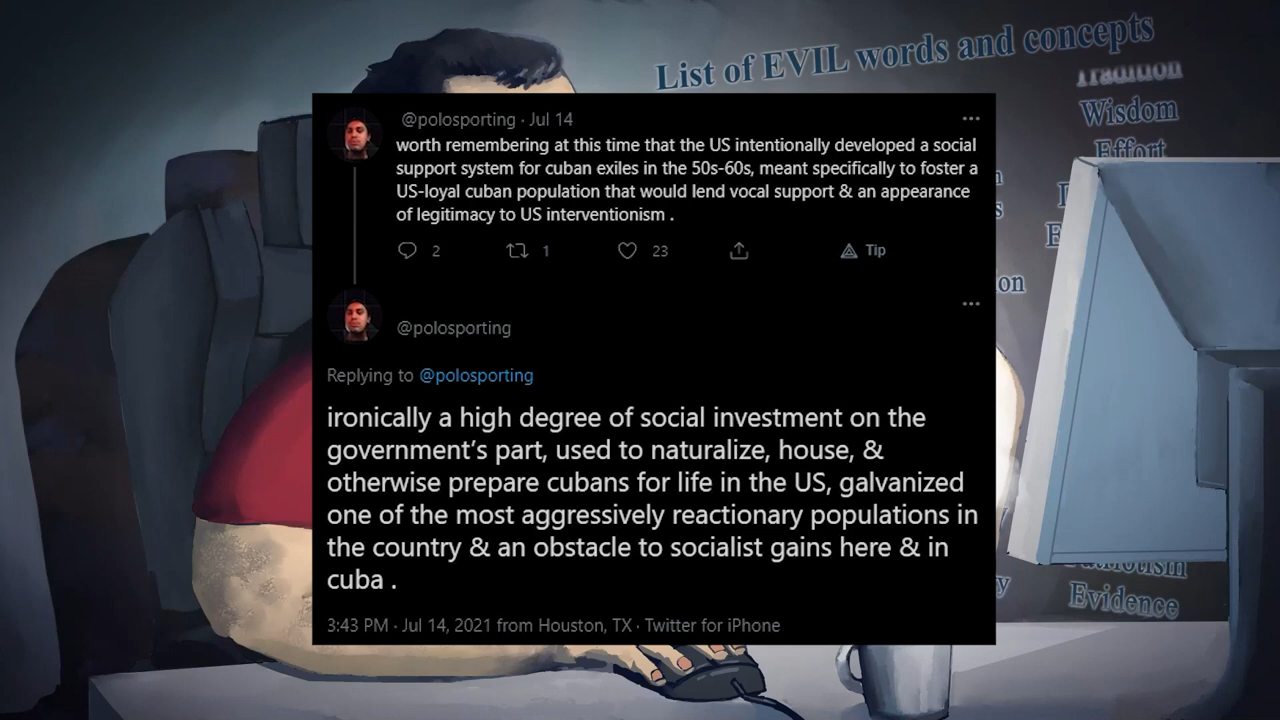 List of EVIL words and concepts
Tradition
Wisdom
Effort
@polosporting · Jul 14
worth remembering at this time that the US intentionally developed a social
support system for cuban exiles in the 50s-60s, meant specifically to foster a
US-loyal cuban population that would lend vocal support & an appearance
of legitimacy to US interventionism .
2 1 23 Tip
@polosporting
Replying to @polosporting
ironically a high degree of social investment on the
government's part, used to naturalize, house, &
otherwise prepare cubans for life in the US, galvanized
one of the most aggressively reactionary populations in
the country & an obstacle to socialist gains here & in
cuba .
3:43 PM · Jul 14, 2021 from Houston, TX · Twitter for iPhone
Patriotism
Evidence